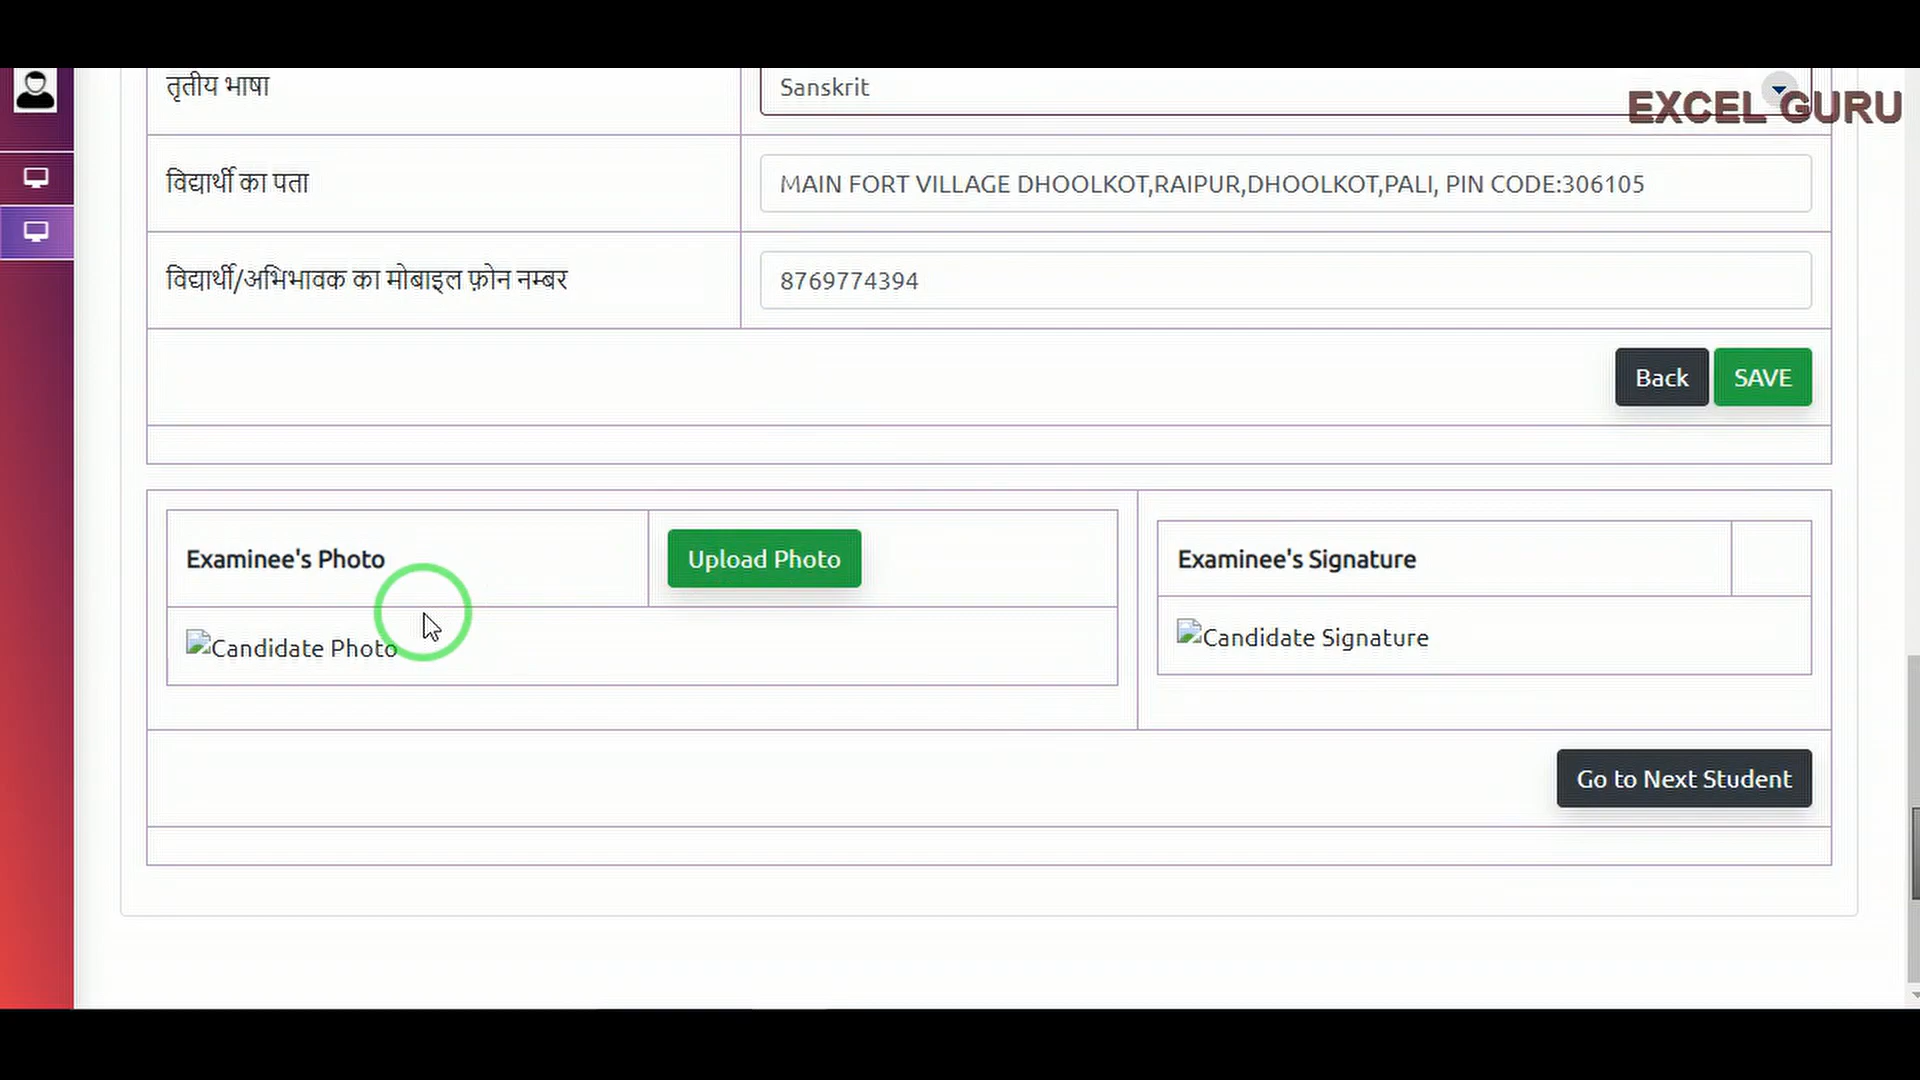 तृतीय भाषा
Sanskrit
EXCEL GURU
विद्यार्थी का पता
MAIN FORT VILLAGE DHOOLKOT,RAIPUR,DHOOLKOT,PALI, PIN CODE:306105
विद्यार्थी/अभिभावक का मोबाइल फ़ोन नम्बर
8769774394
Back
SAVE
Examinee's Photo
Upload Photo
Examinee's Signature
Candidate Photo
Candidate Signature
Go to Next Student